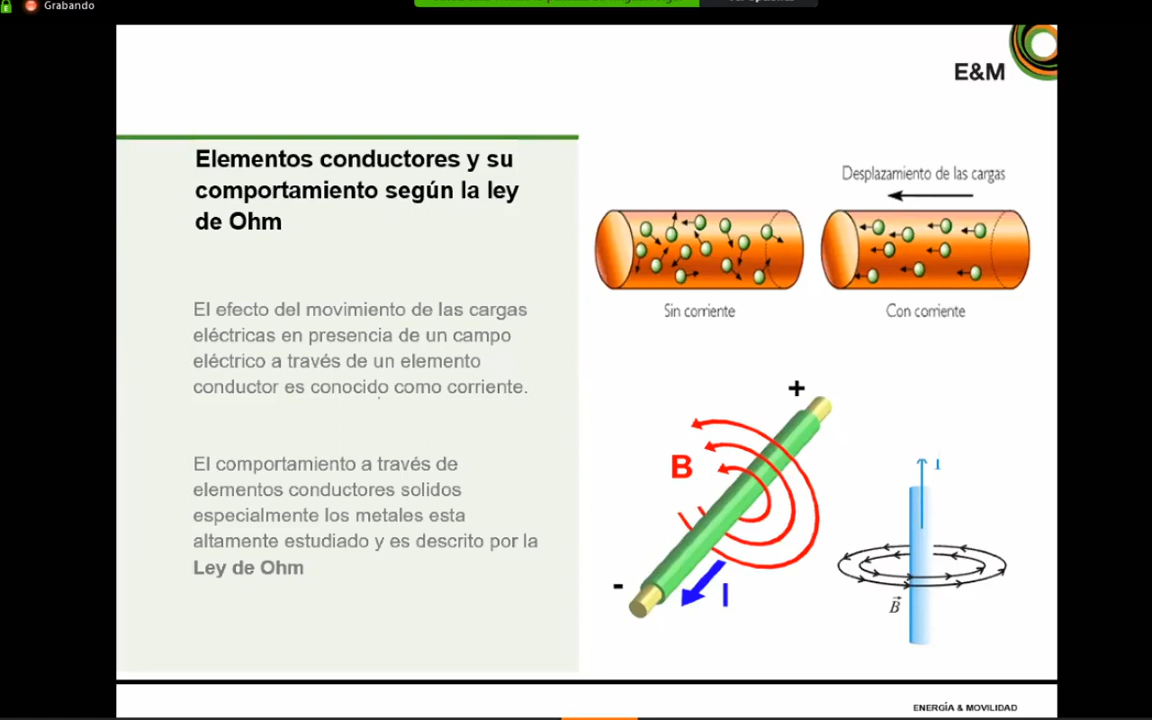 Grabando
E&M
Elementos conductores y su
comportamiento según la ley
de Ohm
El efecto del movimiento de las cargas
eléctricas en presencia de un campo
eléctrico a través de un elemento
conductor es conocido como corriente.
El comportamiento a través de
elementos conductores solidos
especialmente los metales esta
altamente estudiado y es descrito por la
Ley de Ohm
Desplazamiento de las cargas
Sin corriente
Con corriente
+
B
-
I
I
B
ENERGÍA & MOVILIDAD